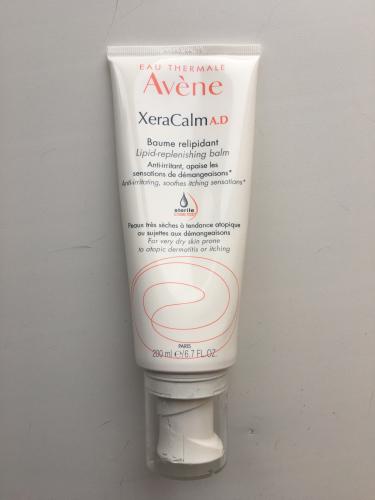 EAU THERMALE
Avène
XeraCalm A.D
Baume relipidant
Lipid-replenishing balm
Anti-irritant, apaise les
sensations de démangeaisons*
Anti-irritating, soothes itching sensations*
sterile
COSMETICS
Peaux très sèches à tendance atopique
ou sujettes aux démangeaisons
For very dry skin prone
to atopic dermatitis or itching
PARIS
200 ml ℮/6.7 FL.OZ.